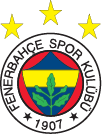 FENERBAHÇE SPOR KULÜBÜ
1907